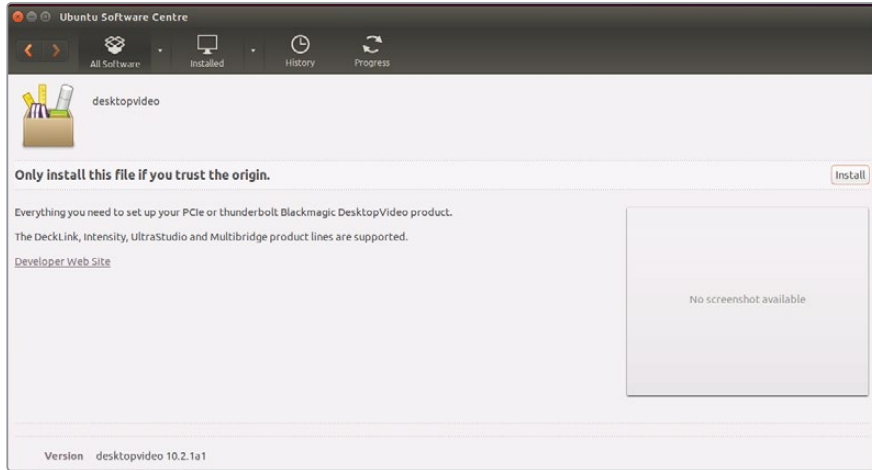 Ubuntu Software Centre
All Software
Installed
History
Progress
desktopvideo
Only install this file if you trust the origin.
Install
Everything you need to set up your PCIe or thunderbolt Blackmagic DesktopVideo product.
The DeckLink, Intensity, UltraStudio and Multibridge product lines are supported.
Developer Web Site
No screenshot available
Version desktopvideo 10.2.1a1